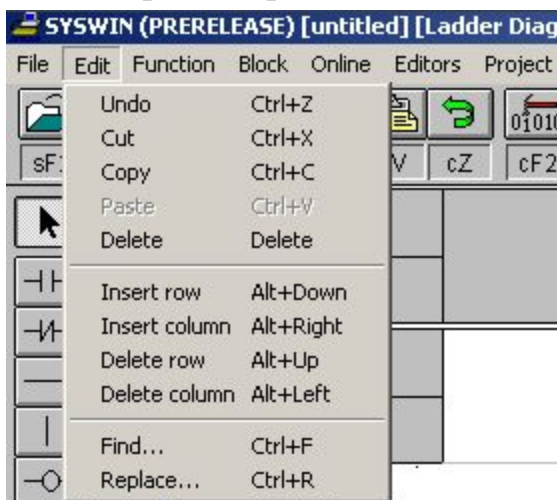 SYSWIN (PRERELEASE) [untitled] [Ladder Diag
File Edit Function Block Online Editors Project
Undo Ctrl+Z
Cut Ctrl+X
Copy Ctrl+C
Paste Ctrl+V
Delete Delete
Insert row Alt+Down
Insert column Alt+Right
Delete row Alt+Up
Delete column Alt+Left
Find... Ctrl+F
Replace... Ctrl+R
sF
V cZ cF2